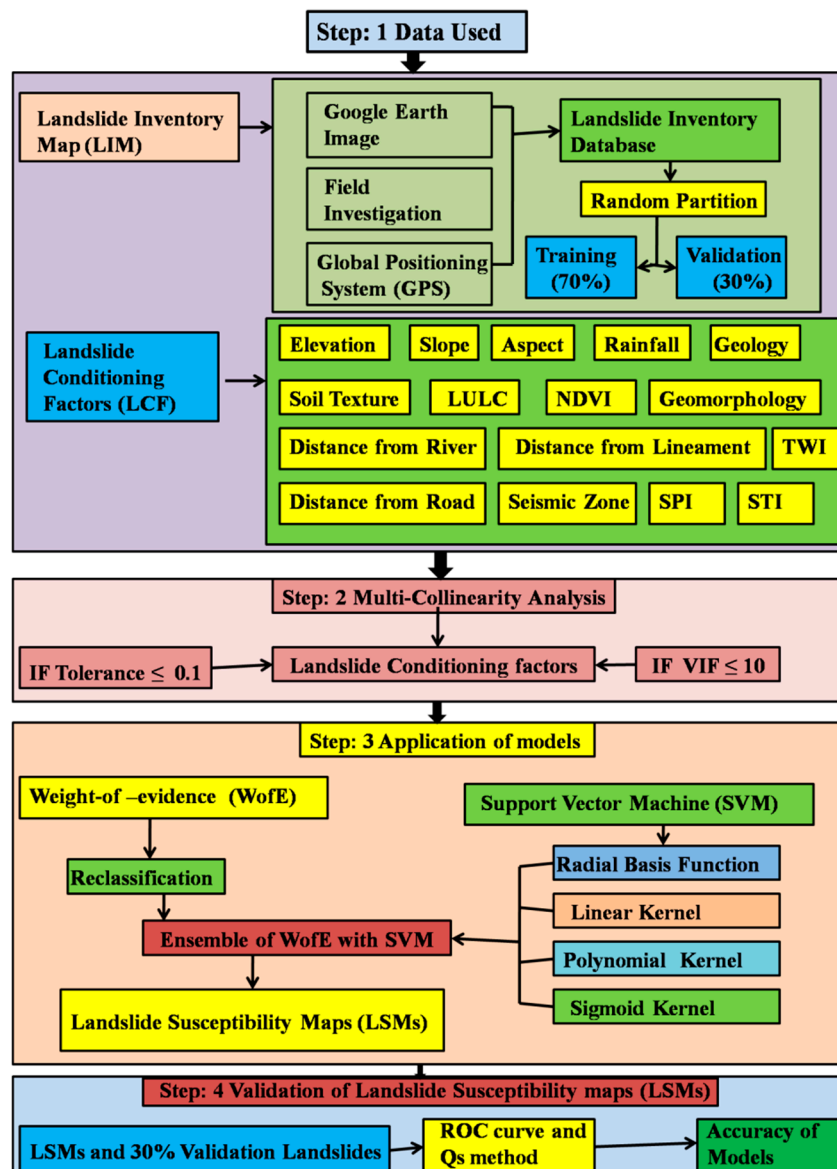 Step: 1 Data Used
Landslide Inventory
Map (LIM)
Google Earth
Image
Field
Investigation
Global Positioning
System (GPS)
Landslide Inventory
Database
Random Partition
Training
(70%)
Validation
(30%)
Landslide
Conditioning
Factors (LCF)
Elevation
Slope
Aspect
Rainfall
Geology
Soil Texture
LULC
NDVI
Geomorphology
Distance from River
Distance from Lineament
TWI
Distance from Road
Seismic Zone
SPI
STI
Step: 2 Multi-Collinearity Analysis
IF Tolerance ≤ 0.1
Landslide Conditioning factors
IF VIF ≤ 10
Step: 3 Application of models
Weight-of –evidence (WofE)
Reclassification
Ensemble of WofE with SVM
Landslide Susceptibility Maps (LSMs)
Support Vector Machine (SVM)
Radial Basis Function
Linear Kernel
Polynomial Kernel
Sigmoid Kernel
Step: 4 Validation of Landslide Susceptibility maps (LSMs)
LSMs and 30% Validation Landslides
ROC curve and
Qs method
Accuracy of
Models